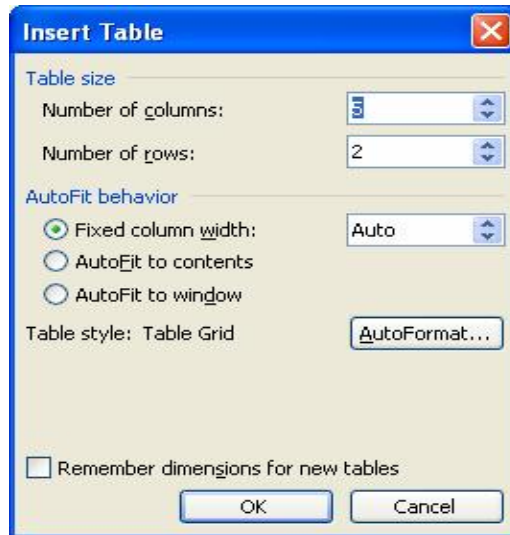 Insert Table
Table size
Number of columns: 5
Number of rows: 2
AutoFit behavior
Fixed column width: Auto
AutoFit to contents
AutoFit to window
Table style: Table Grid AutoFormat...
Remember dimensions for new tables
OK Cancel